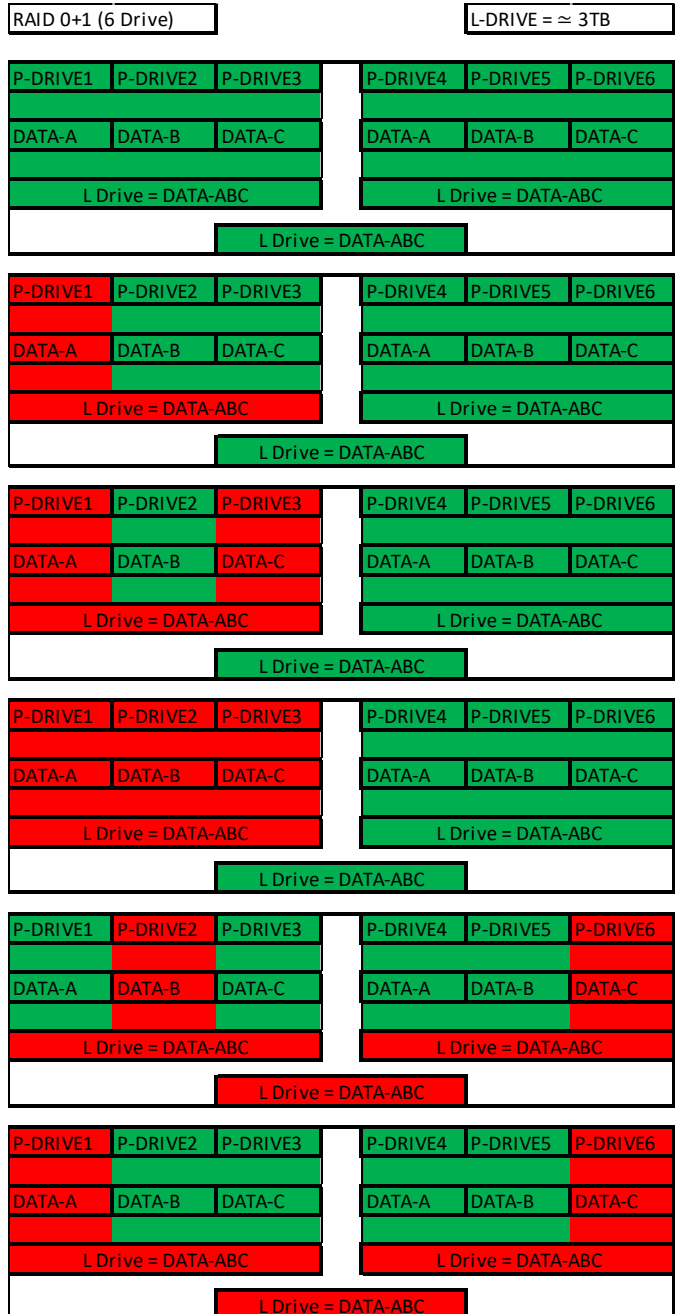 RAID 0+1 (6 Drive) L-DRIVE = ≃ 3TB
P-DRIVE1 P-DRIVE2 P-DRIVE3 P-DRIVE4 P-DRIVE5 P-DRIVE6
DATA-A DATA-B DATA-C DATA-A DATA-B DATA-C
L Drive = DATA-ABC L Drive = DATA-ABC
L Drive = DATA-ABC
P-DRIVE1 P-DRIVE2 P-DRIVE3 P-DRIVE4 P-DRIVE5 P-DRIVE6
DATA-A DATA-B DATA-C DATA-A DATA-B DATA-C
L Drive = DATA-ABC L Drive = DATA-ABC
L Drive = DATA-ABC
P-DRIVE1 P-DRIVE2 P-DRIVE3 P-DRIVE4 P-DRIVE5 P-DRIVE6
DATA-A DATA-B DATA-C DATA-A DATA-B DATA-C
L Drive = DATA-ABC L Drive = DATA-ABC
L Drive = DATA-ABC
P-DRIVE1 P-DRIVE2 P-DRIVE3 P-DRIVE4 P-DRIVE5 P-DRIVE6
DATA-A DATA-B DATA-C DATA-A DATA-B DATA-C
L Drive = DATA-ABC L Drive = DATA-ABC
L Drive = DATA-ABC
P-DRIVE1 P-DRIVE2 P-DRIVE3 P-DRIVE4 P-DRIVE5 P-DRIVE6
DATA-A DATA-B DATA-C DATA-A DATA-B DATA-C
L Drive = DATA-ABC L Drive = DATA-ABC
L Drive = DATA-ABC
P-DRIVE1 P-DRIVE2 P-DRIVE3 P-DRIVE4 P-DRIVE5 P-DRIVE6
DATA-A DATA-B DATA-C DATA-A DATA-B DATA-C
L Drive = DATA-ABC L Drive = DATA-ABC
L Drive = DATA-ABC